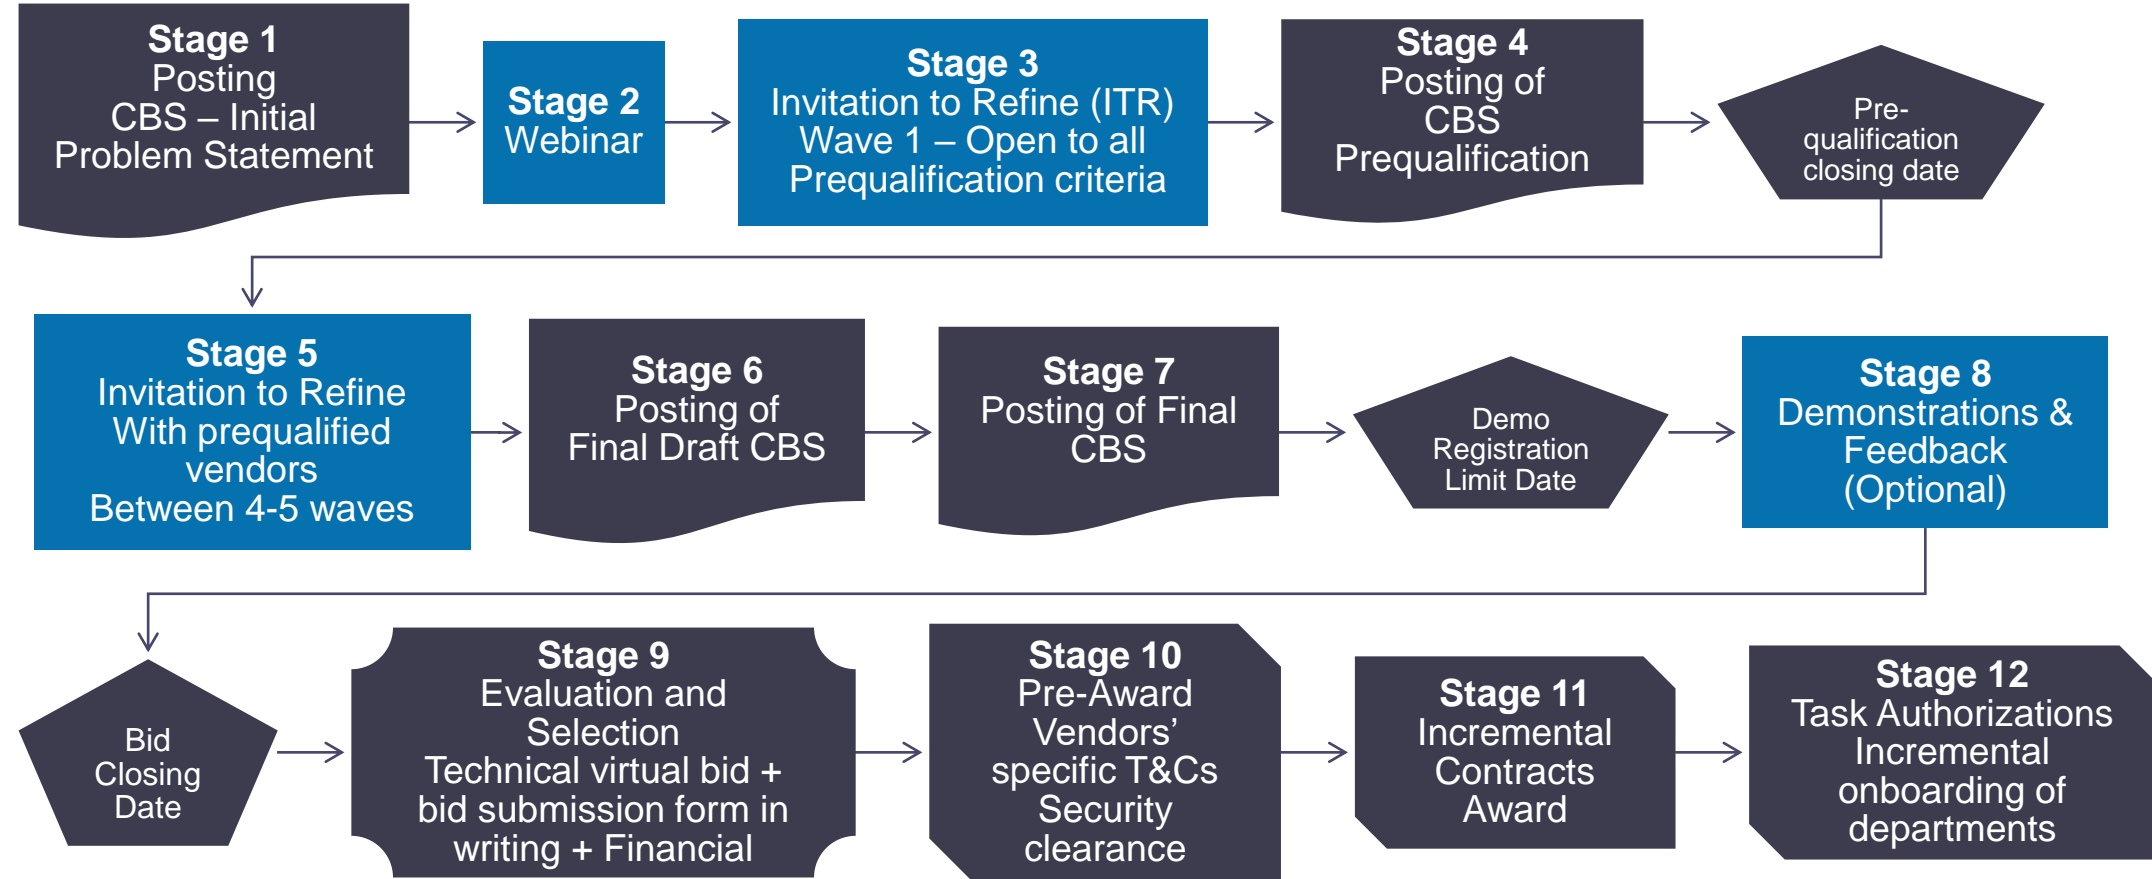 Stage 1
Posting
CBS – Initial
Problem Statement
Stage 2
Webinar
Stage 3
Invitation to Refine (ITR)
Wave 1 – Open to all
Prequalification criteria
Stage 4
Posting of
CBS
Prequalification
Pre-
qualification
closing date
Stage 5
Invitation to Refine
With prequalified
vendors
Between 4-5 waves
Stage 6
Posting of
Final Draft CBS
Stage 7
Posting of Final
CBS
Demo
Registration
Limit Date
Stage 8
Demonstrations &
Feedback
(Optional)
Bid
Closing
Date
Stage 9
Evaluation and
Selection
Technical virtual bid +
bid submission form in
writing + Financial
Stage 10
Pre-Award
Vendors’
specific T&Cs
Security
clearance
Stage 11
Incremental
Contracts
Award
Stage 12
Task Authorizations
Incremental
onboarding of
departments